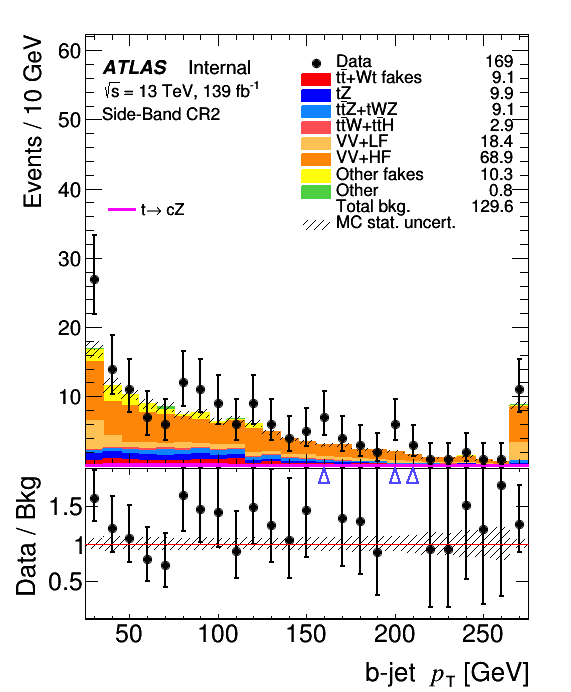 ATLAS Internal
√s = 13 TeV, 139 fb⁻¹
Side-Band CR2
t→ cZ
Data 169
tt̄+Wt fakes 9.1
tZ 9.9
tt̄Z+tWZ 9.1
tt̄W+tt̄H 2.9
VV+LF 18.4
VV+HF 68.9
Other fakes 10.3
Other 0.8
Total bkg. 129.6
MC stat. uncert.
Events / 10 GeV
60
50
40
30
20
10
Data / Bkg
1.5
1
0.5
50 100 150 200 250
b-jet pT [GeV]